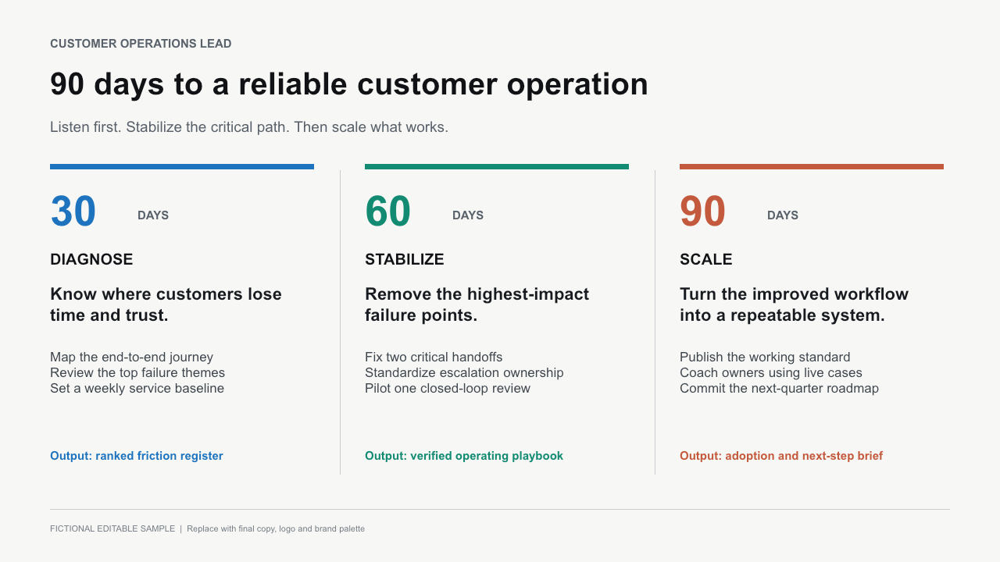 CUSTOMER OPERATIONS LEAD
90 days to a reliable customer operation
Listen first. Stabilize the critical path. Then scale what works.
30 DAYS
DIAGNOSE
Know where customers lose
time and trust.
Map the end-to-end journey
Review the top failure themes
Set a weekly service baseline
Output: ranked friction register
60 DAYS
STABILIZE
Remove the highest-impact
failure points.
Fix two critical handoffs
Standardize escalation ownership
Pilot one closed-loop review
Output: verified operating playbook
90 DAYS
SCALE
Turn the improved workflow
into a repeatable system.
Publish the working standard
Coach owners using live cases
Commit the next-quarter roadmap
Output: adoption and next-step brief
FICTIONAL EDITABLE SAMPLE | Replace with final copy, logo and brand palette